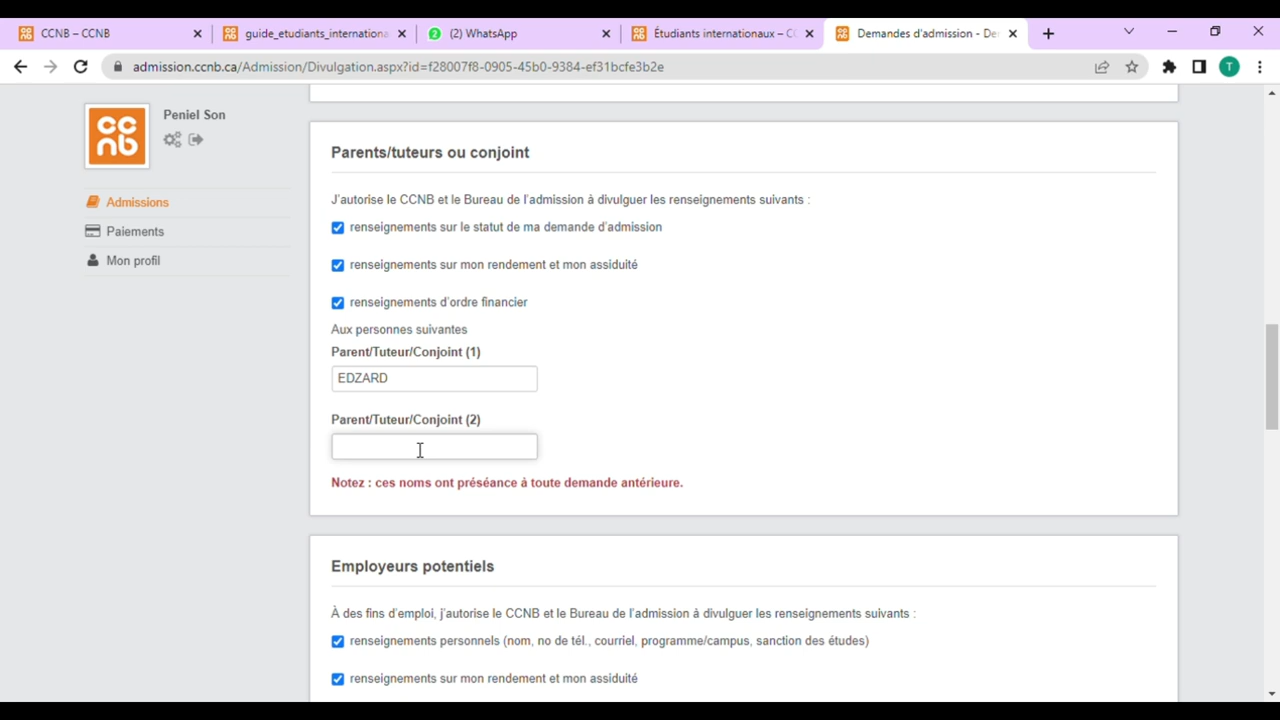 CCNB – CCNB
guide_etudiants_internationa
(2) WhatsApp
Étudiants internationaux – C
Demandes d'admission - De
admission.ccnb.ca/Admission/Divulgation.aspx?id=f28007f8-0905-45b0-9384-ef31bcfe3b2e
T
cc
nb
Peniel Son
Admissions
Paiements
Mon profil
Parents/tuteurs ou conjoint
J'autorise le CCNB et le Bureau de l'admission à divulguer les renseignements suivants :
renseignements sur le statut de ma demande d'admission
renseignements sur mon rendement et mon assiduité
renseignements d'ordre financier
Aux personnes suivantes
Parent/Tuteur/Conjoint (1)
EDZARD
Parent/Tuteur/Conjoint (2)
Notez : ces noms ont préséance à toute demande antérieure.
Employeurs potentiels
À des fins d'emploi, j'autorise le CCNB et le Bureau de l'admission à divulguer les renseignements suivants :
renseignements personnels (nom, no de tél., courriel, programme/campus, sanction des études)
renseignements sur mon rendement et mon assiduité